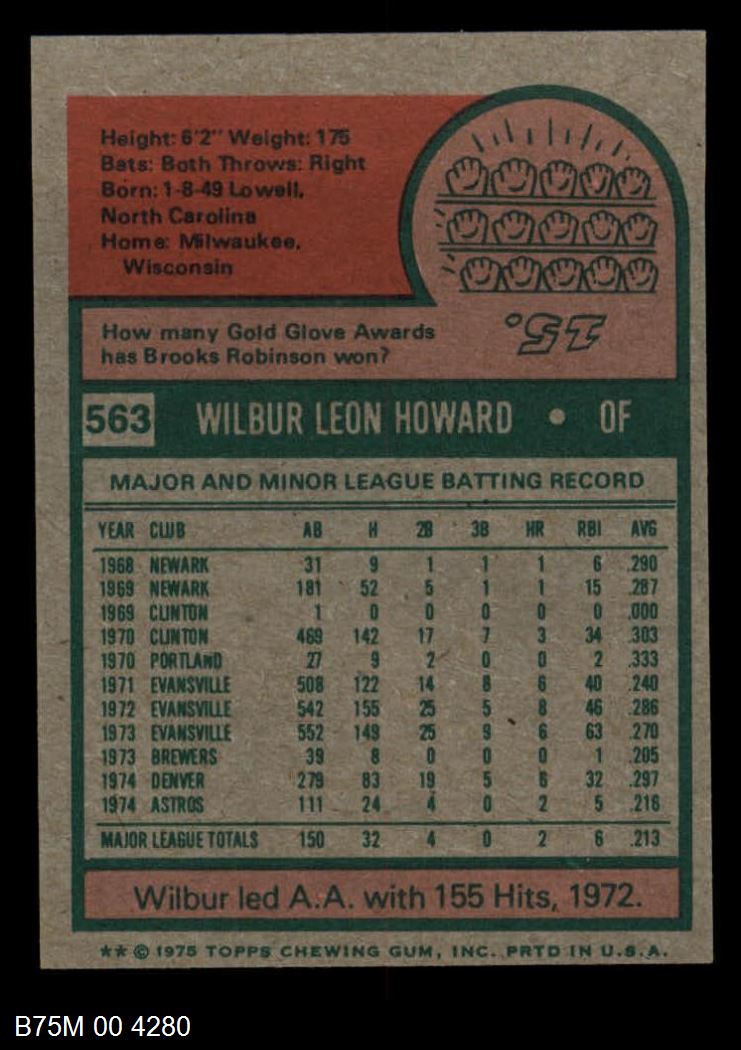 Height: 6'2" Weight: 175
Bats: Both Throws: Right
Born: 1-8-49 Lowell,
North Carolina
Home: Milwaukee,
Wisconsin
How many Gold Glove Awards
has Brooks Robinson won?
15.
563 WILBUR LEON HOWARD • OF
MAJOR AND MINOR LEAGUE BATTING RECORD
YEAR CLUB AB H 2B 3B HR RBI AVG
1968 NEWARK 31 9 1 1 1 6 .290
1969 NEWARK 181 52 5 1 1 15 .287
1969 CLINTON 1 0 0 0 0 0 .000
1970 CLINTON 469 142 17 7 3 34 .303
1970 PORTLAND 27 9 2 0 0 2 .333
1971 EVANSVILLE 508 122 14 8 6 40 .240
1972 EVANSVILLE 542 155 25 5 8 46 .286
1973 EVANSVILLE 552 149 25 9 6 63 .270
1973 BREWERS 39 8 0 0 0 1 .205
1974 DENVER 279 83 19 5 6 32 .297
1974 ASTROS 111 24 4 0 2 5 .216
MAJOR LEAGUE TOTALS 150 32 4 0 2 6 .213
Wilbur led A.A. with 155 Hits, 1972.
** © 1975 TOPPS CHEWING GUM, INC. PRTD IN U.S.A.
B75M 00 4280